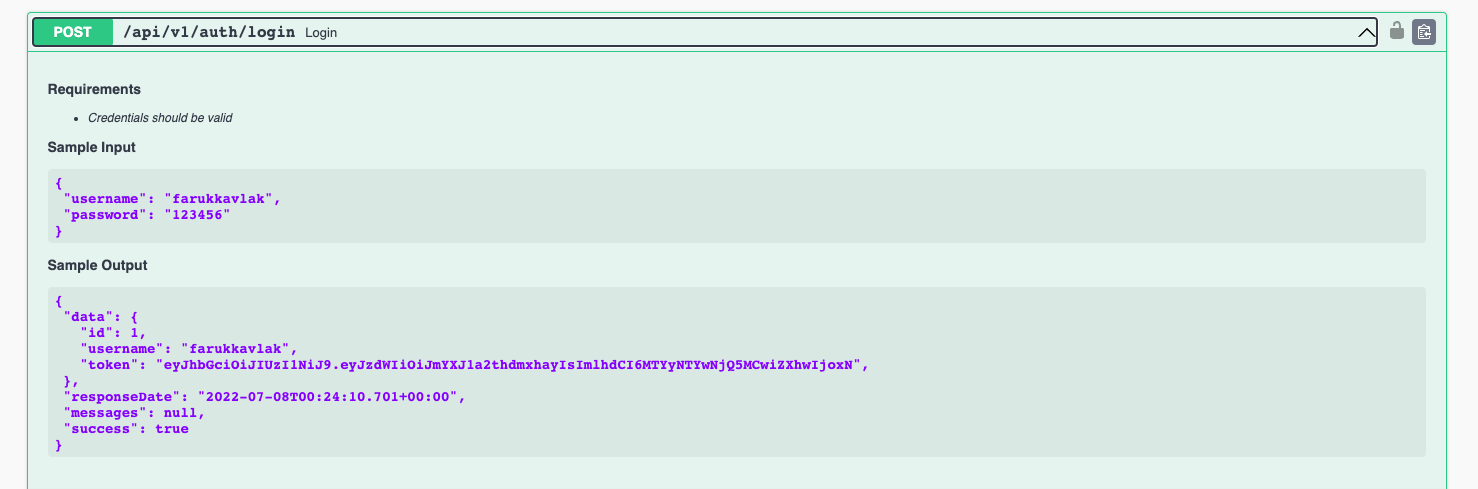 POST /api/v1/auth/login Login
Requirements
• Credentials should be valid
Sample Input
{
"username": "farukkavlak",
"password": "123456"
}
Sample Output
{
"data": {
"id": 1,
"username": "farukkavlak",
"token": "eyJhbGciOiJIUzI1NiJ9.eyJzdWIiOiJmYXJ1a2thdmxhayIsImlhdCI6MTYyNTYwNjQ5MCwiZXhwIjoxN",
},
"responseDate": "2022-07-08T00:24:10.701+00:00",
"messages": null,
"success": true
}